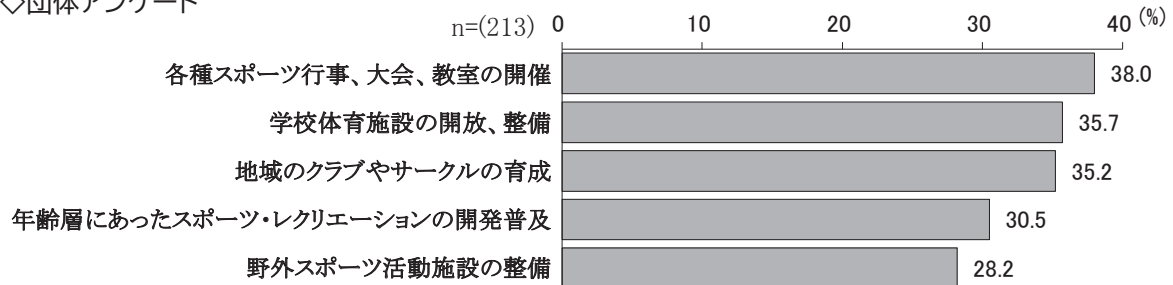 ◇団体アンケート
n=(213) 0 10 20 30 40 (%)
各種スポーツ行事、大会、教室の開催 38.0
学校体育施設の開放、整備 35.7
地域のクラブやサークルの育成 35.2
年齢層にあったスポーツ・レクリエーションの開発普及 30.5
野外スポーツ活動施設の整備 28.2